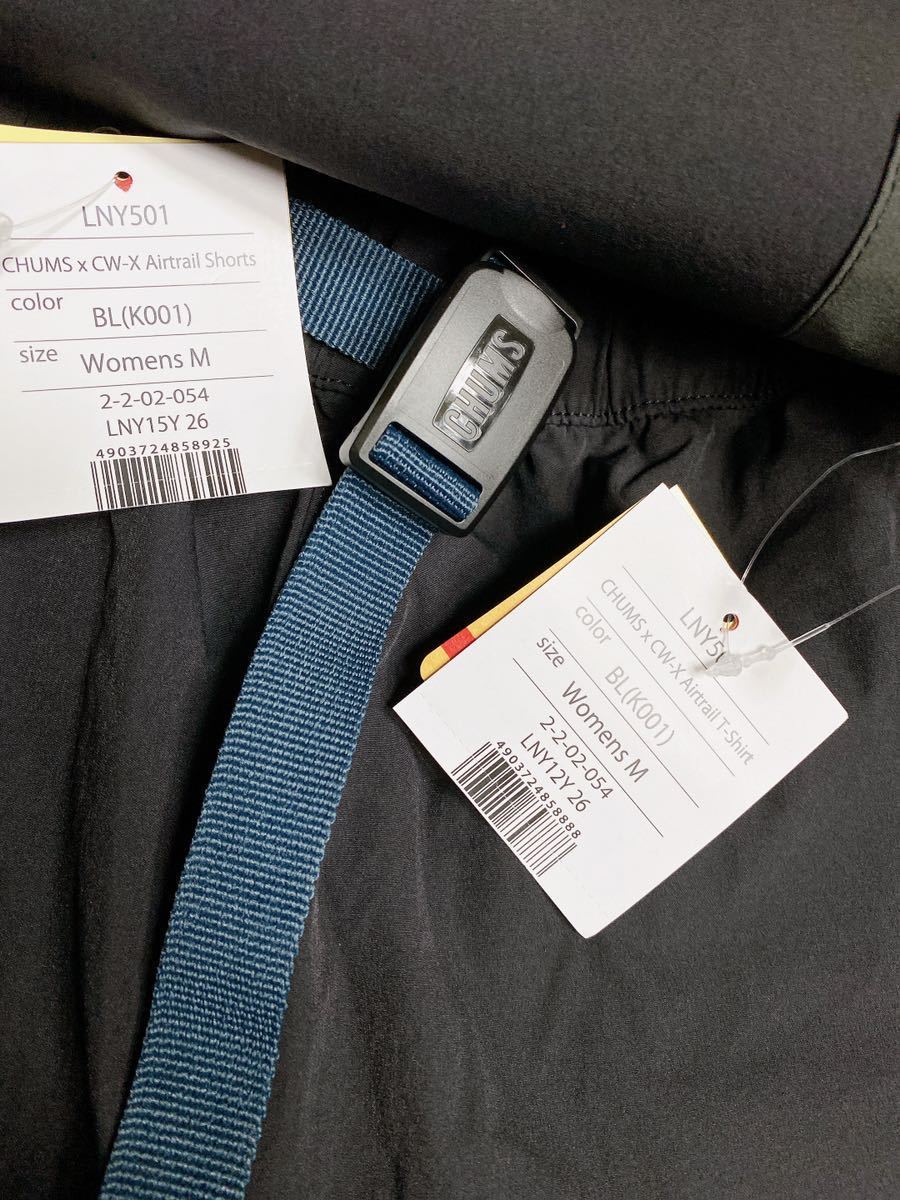 LNY501
CHUMS x CW-X Airtrail Shorts
color
BL(K001)
size
Womens M
2-2-02-054
LNY15Y 26
4903724858925
CHUMS
CHUMS x CW-X Airtrail T-Shirt
color
BL(K001)
size
Womens M
2-2-02-054
LNY12Y 26
4903724858888